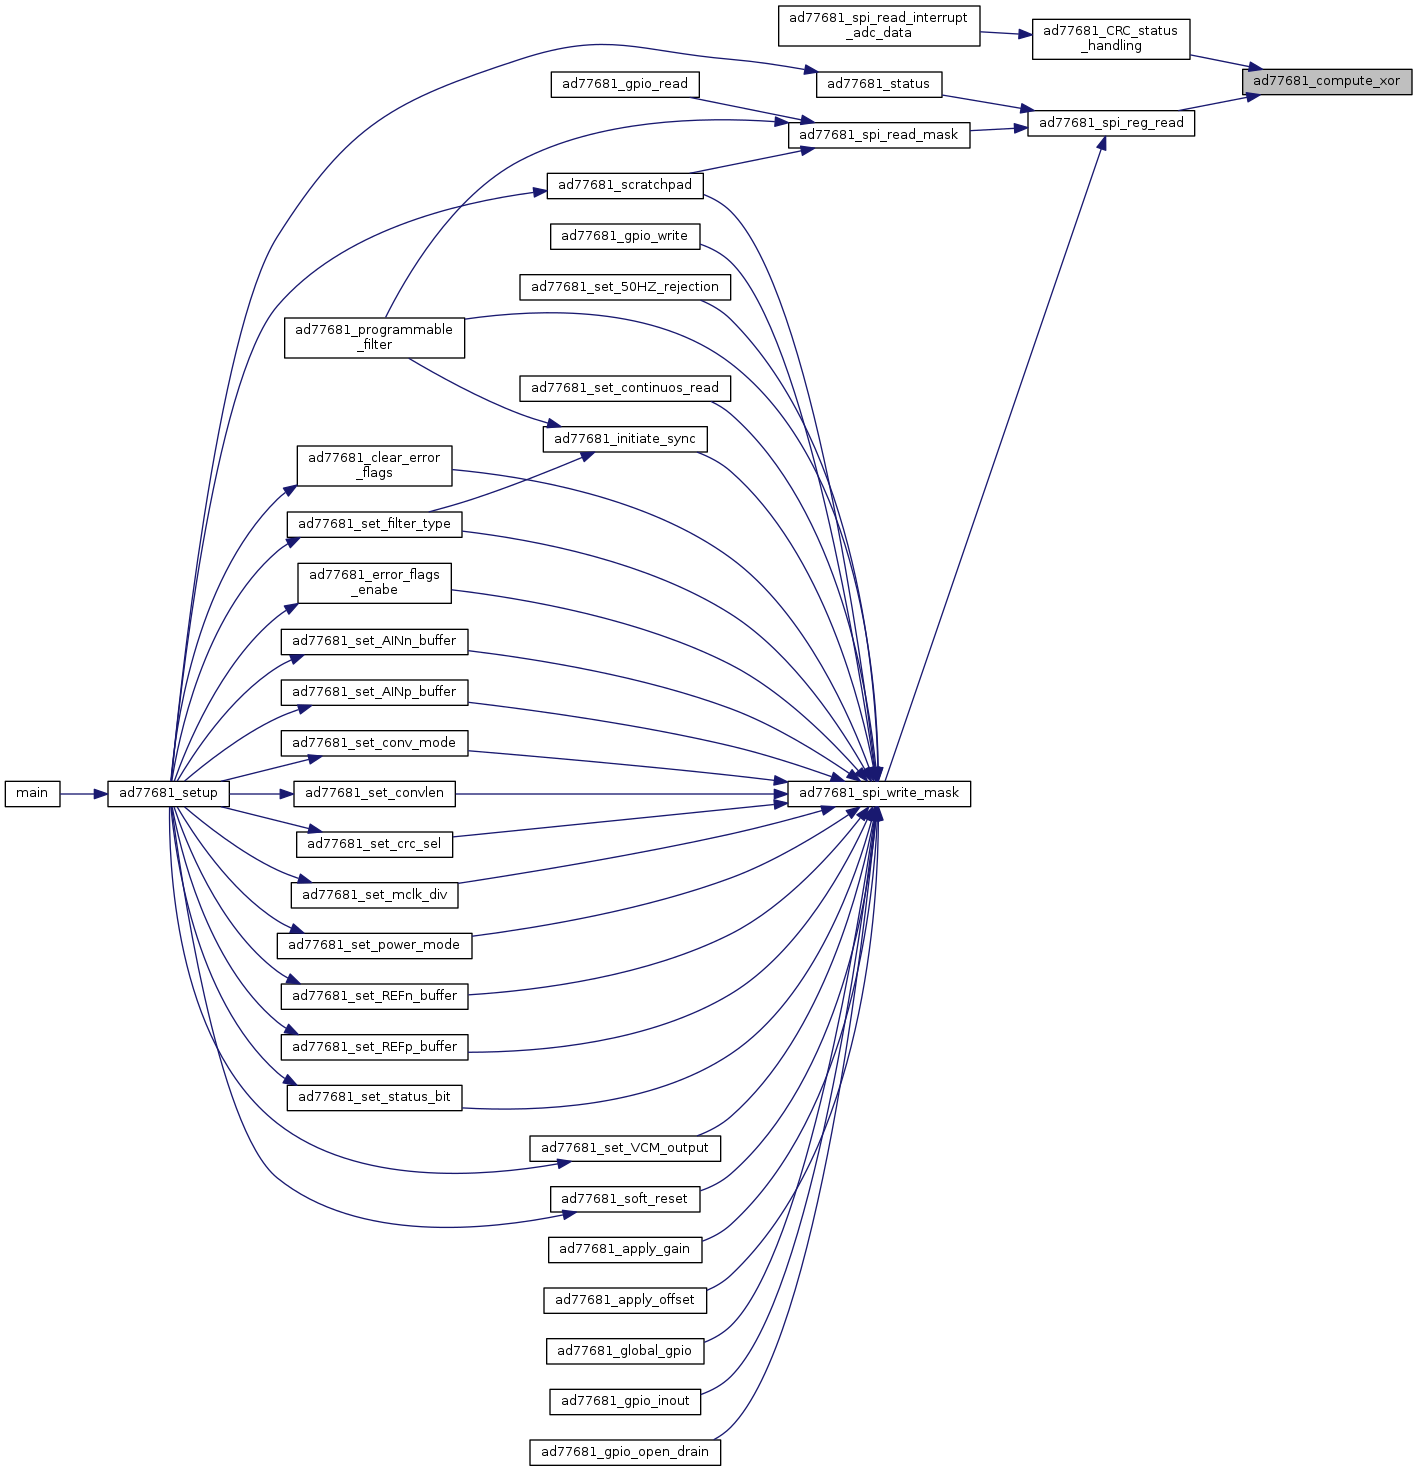 ad77681_spi_read_interrupt
_adc_data
ad77681_CRC_status
_handling
ad77681_compute_xor
ad77681_gpio_read
ad77681_status
ad77681_spi_reg_read
ad77681_spi_read_mask
ad77681_scratchpad
ad77681_gpio_write
ad77681_set_50HZ_rejection
ad77681_programmable
_filter
ad77681_set_continuos_read
ad77681_initiate_sync
ad77681_clear_error
_flags
ad77681_set_filter_type
ad77681_error_flags
_enabe
ad77681_set_AINn_buffer
ad77681_set_AINp_buffer
ad77681_set_conv_mode
main
ad77681_setup
ad77681_set_convlen
ad77681_spi_write_mask
ad77681_set_crc_sel
ad77681_set_mclk_div
ad77681_set_power_mode
ad77681_set_REFn_buffer
ad77681_set_REFp_buffer
ad77681_set_status_bit
ad77681_set_VCM_output
ad77681_soft_reset
ad77681_apply_gain
ad77681_apply_offset
ad77681_global_gpio
ad77681_gpio_inout
ad77681_gpio_open_drain